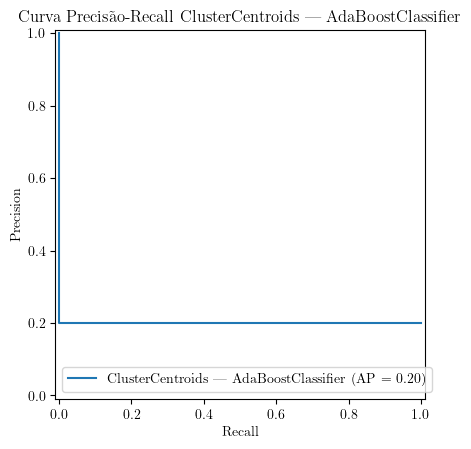 Curva Precisão-Recall ClusterCentroids — AdaBoostClassifier
1.0
0.8
0.6
0.4
0.2
0.0
Precision
ClusterCentroids — AdaBoostClassifier (AP = 0.20)
0.0 0.2 0.4 0.6 0.8 1.0
Recall